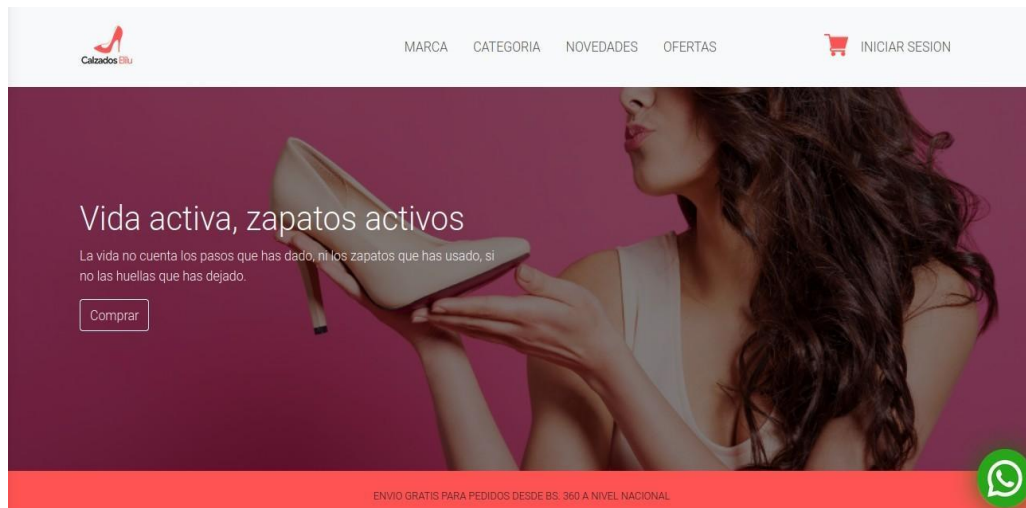 Calzados Elilu
MARCA CATEGORIA NOVEDADES OFERTAS INICIAR SESION
Vida activa, zapatos activos
La vida no cuenta los pasos que has dado, ni los zapatos que has usado, si
no las huellas que has dejado.
Comprar
ENVIO GRATIS PARA PEDIDOS DESDE BS. 360 A NIVEL NACIONAL